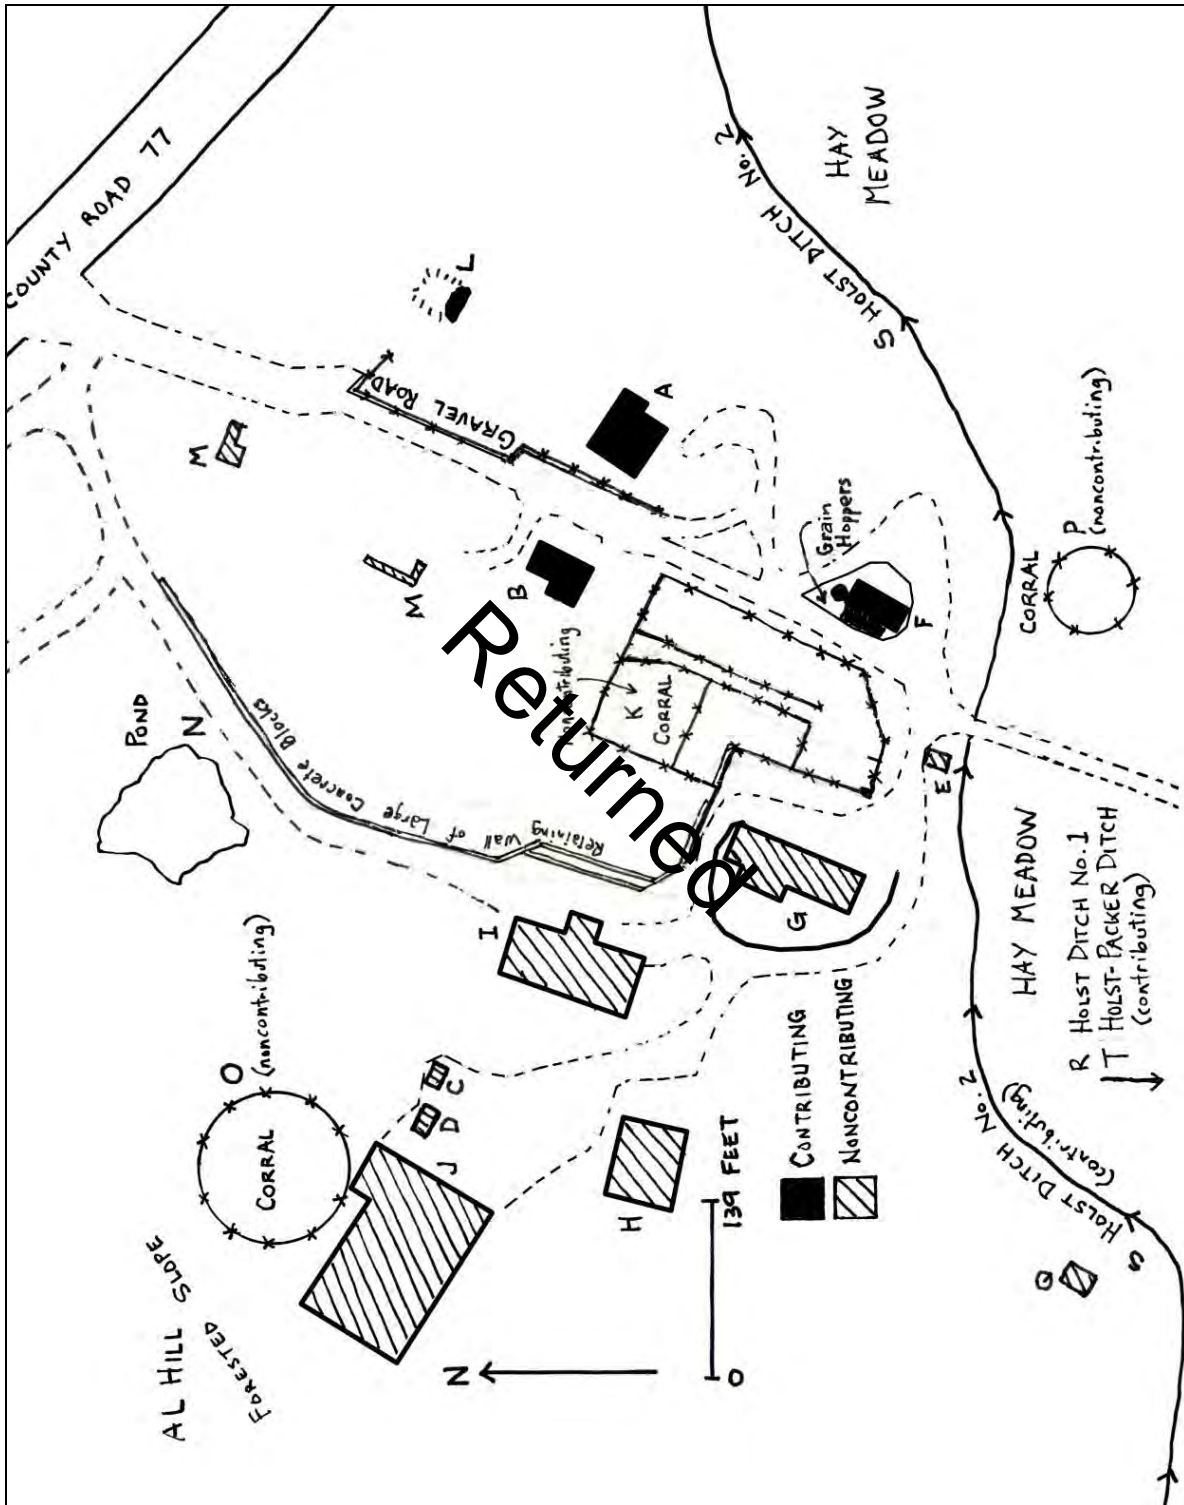 COUNTY ROAD 77
HAY
MEADOW
S HOLST DITCH No. 2
L
GRAVEL ROAD
A
M
M
B
Grain
Hoppers
F
P
(noncontributing)
CORRAL
POND
N
Retaining Wall of Large Concrete Blocks
Noncontributing
K
CORRAL
E
G
I
HAY MEADOW
R HOLST DITCH No. 1
T HOLST-PACKER DITCH
(contributing)
O
(noncontributing)
CORRAL
C
D
J
H
AL HILL SLOPE
FORESTED
N
0
139 FEET
CONTRIBUTING
NONCONTRIBUTING
S HOLST DITCH No. 2
(contributing)
Q
Returned